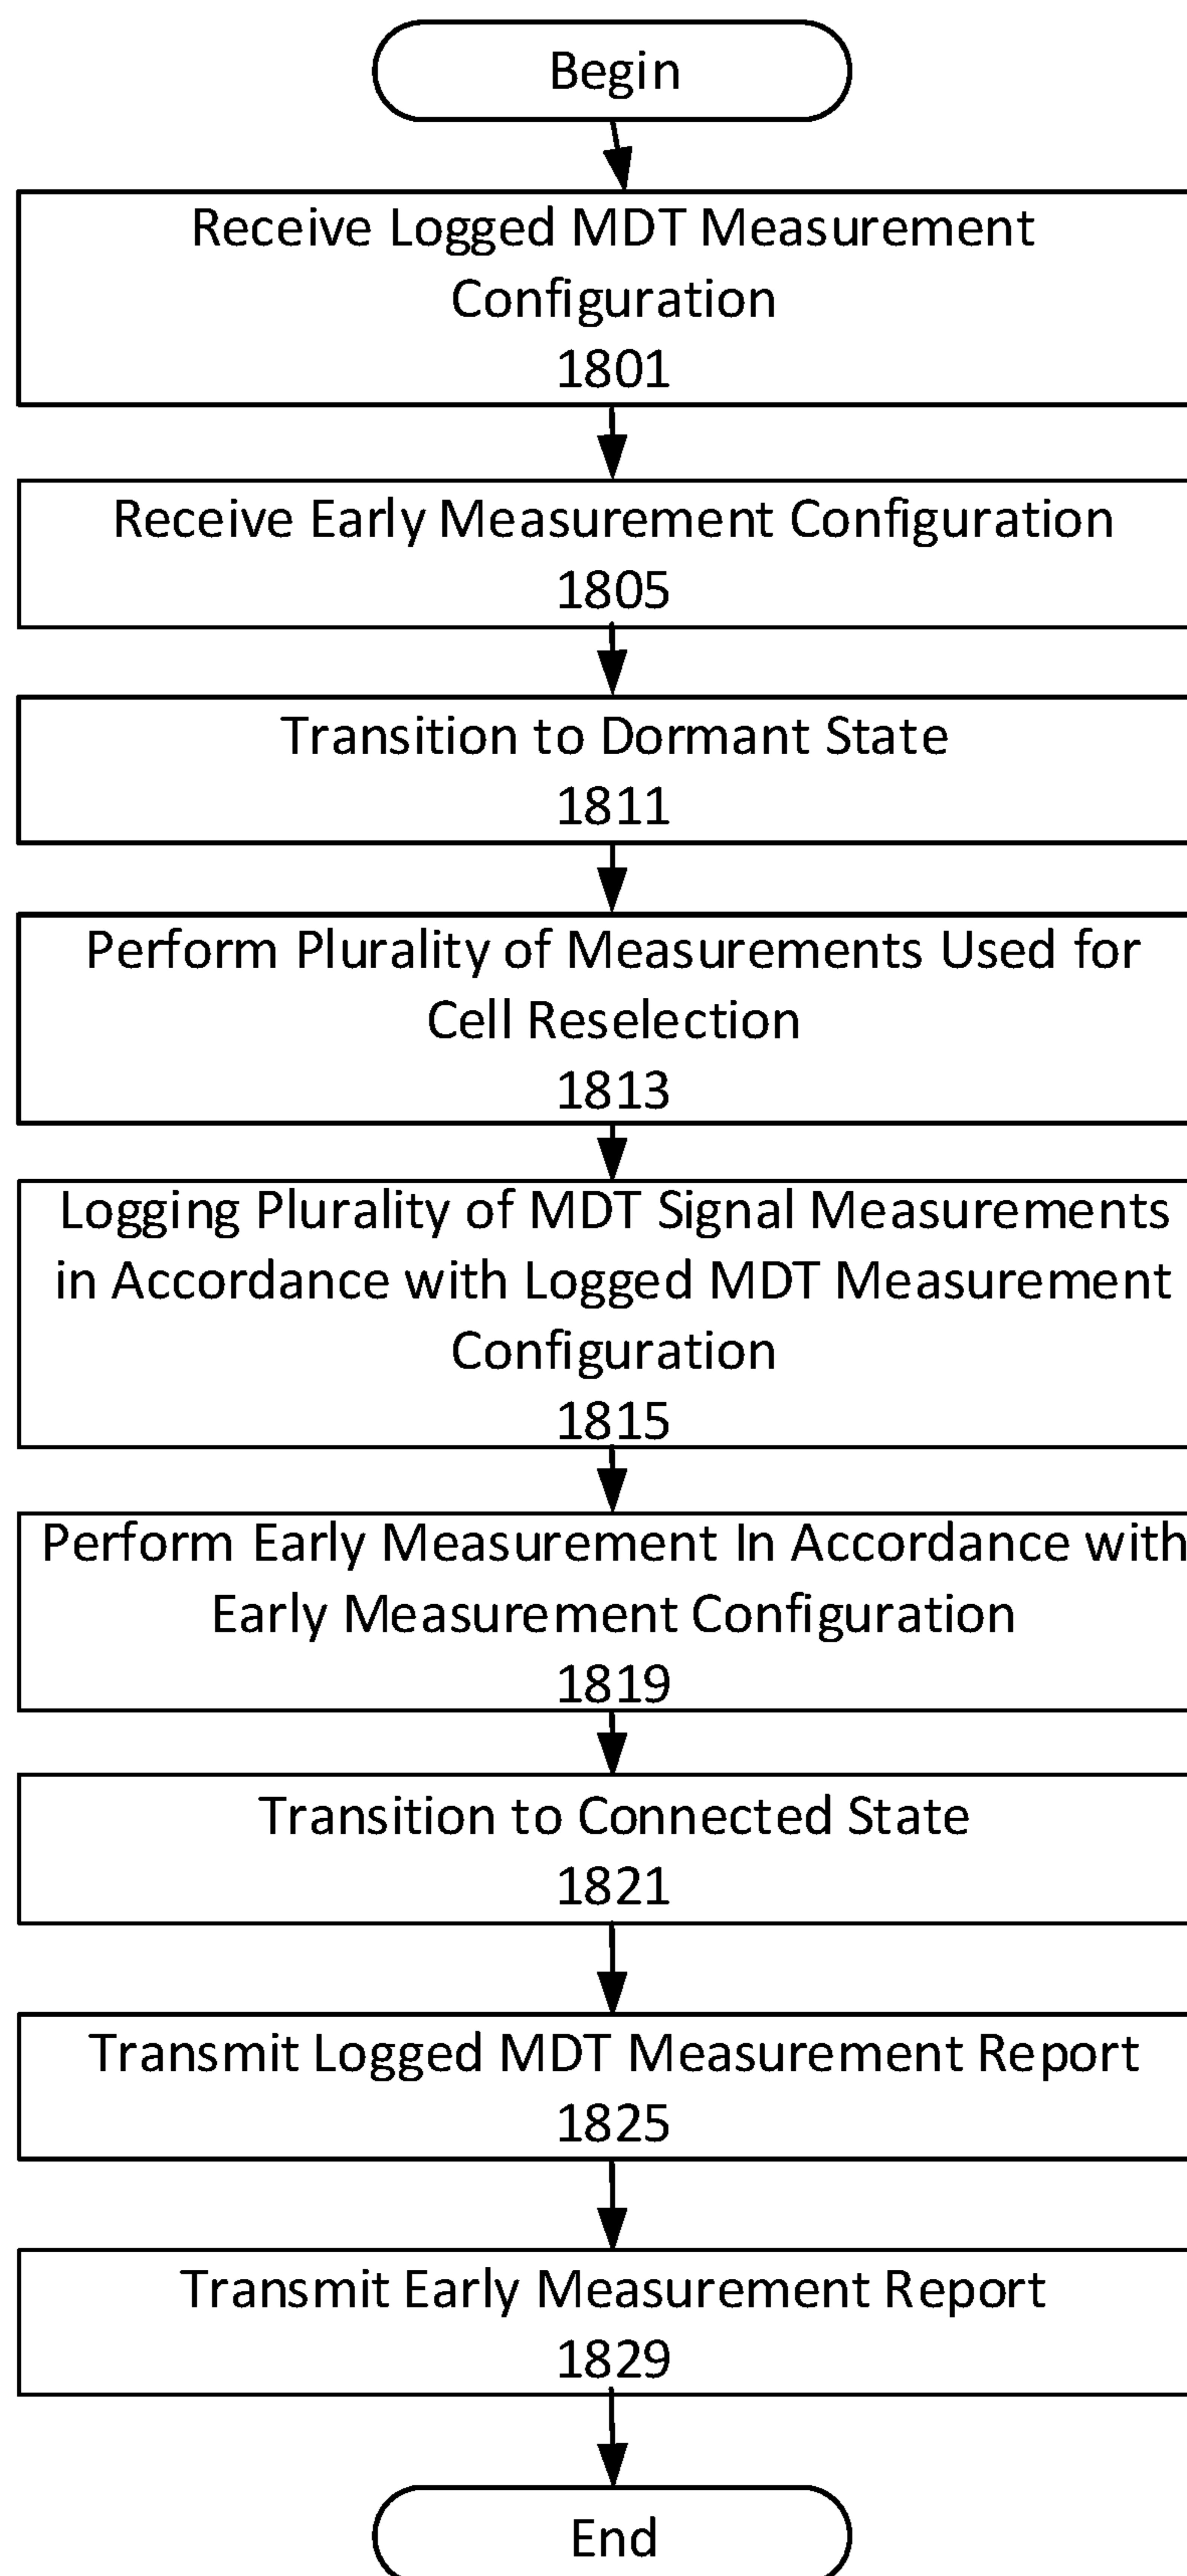 Begin
Receive Logged MDT Measurement
Configuration
1801
Receive Early Measurement Configuration
1805
Transition to Dormant State
1811
Perform Plurality of Measurements Used for
Cell Reselection
1813
Logging Plurality of MDT Signal Measurements
in Accordance with Logged MDT Measurement
Configuration
1815
Perform Early Measurement In Accordance with
Early Measurement Configuration
1819
Transition to Connected State
1821
Transmit Logged MDT Measurement Report
1825
Transmit Early Measurement Report
1829
End